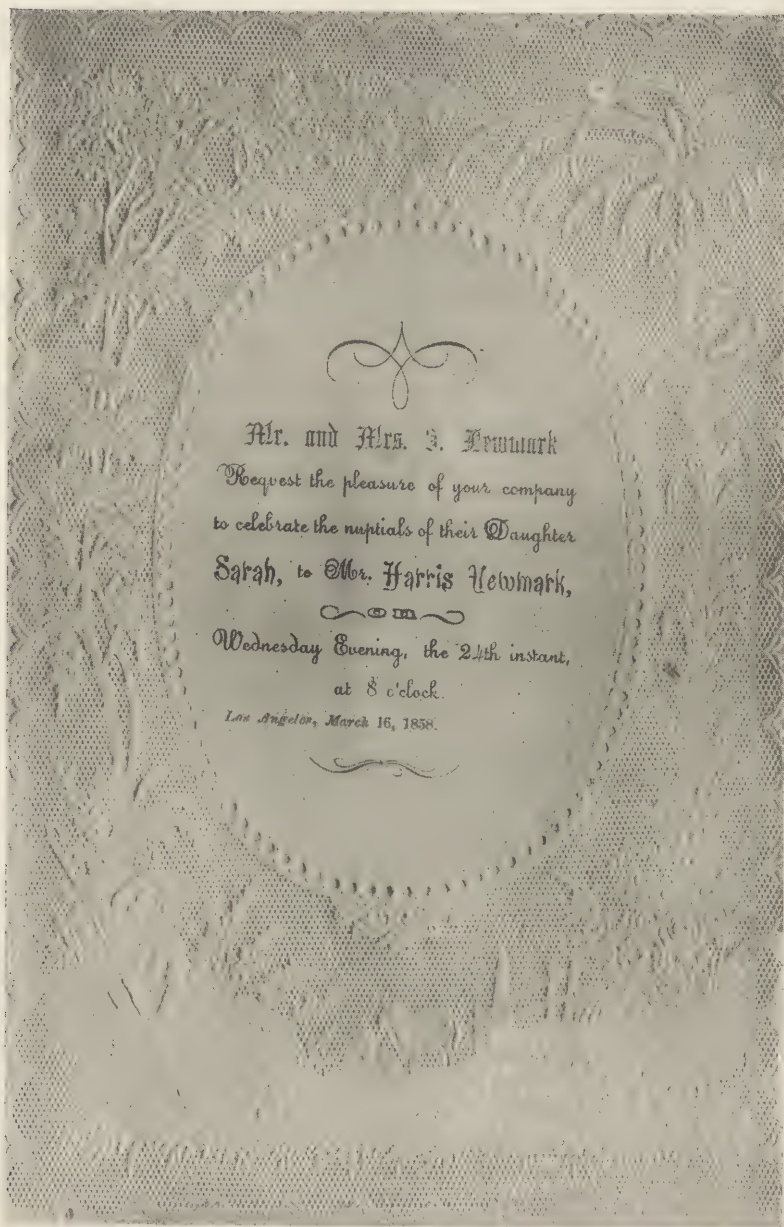 Mr. and Mrs. J. Newmark
Request the pleasure of your company
to celebrate the nuptials of their Daughter
Sarah, to Mr. Harris Newmark,
on
Wednesday Evening, the 24th instant,
at 8 o'clock.
Los Angeles, March 16, 1858.